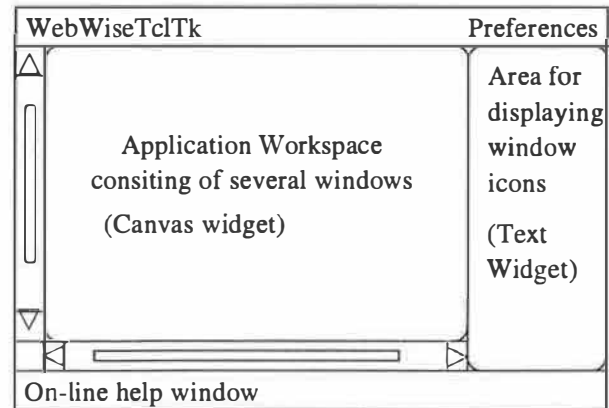 WebWiseTclTk Preferences
Application Workspace
consiting of several windows
(Canvas widget)
Area for
displaying
window
icons
(Text
Widget)
On-line help window